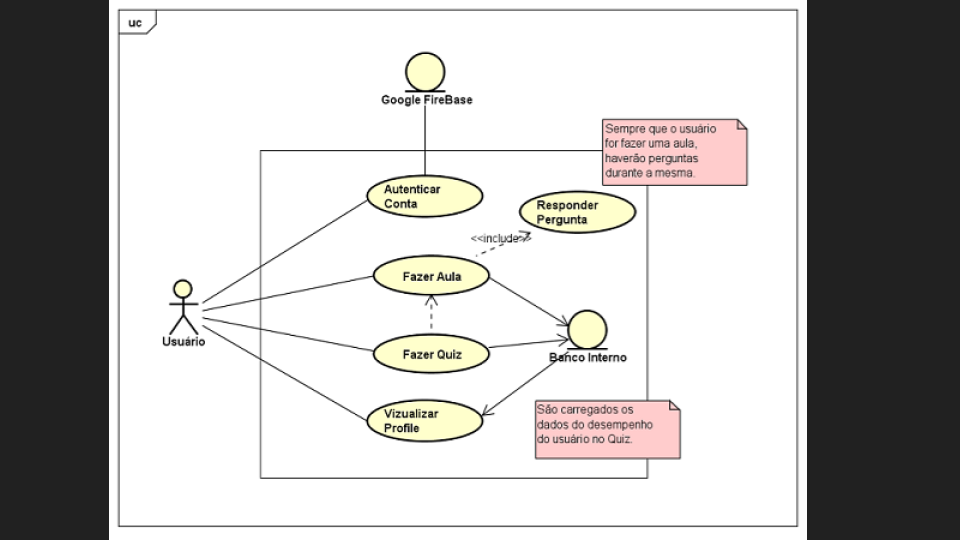 uc
Google FireBase
Sempre que o usuário
for fazer uma aula,
haverão perguntas
durante a mesma.
Autenticar
Conta
Responder
Pergunta
<<include>>
Fazer Aula
Usuário
Fazer Quiz
Banco Interno
Vizualizar
Profile
São carregados os
dados do desempenho
do usuário no Quiz.